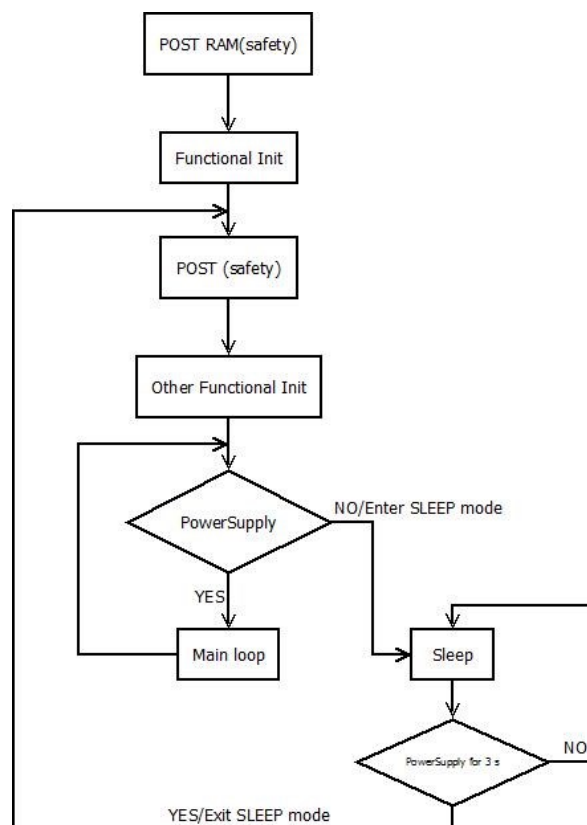 POST RAM(safety)
Functional Init
POST (safety)
Other Functional Init
NO/Enter SLEEP mode
PowerSupply
YES
Main loop
Sleep
PowerSupply for 3 s
NO
YES/Exit SLEEP mode